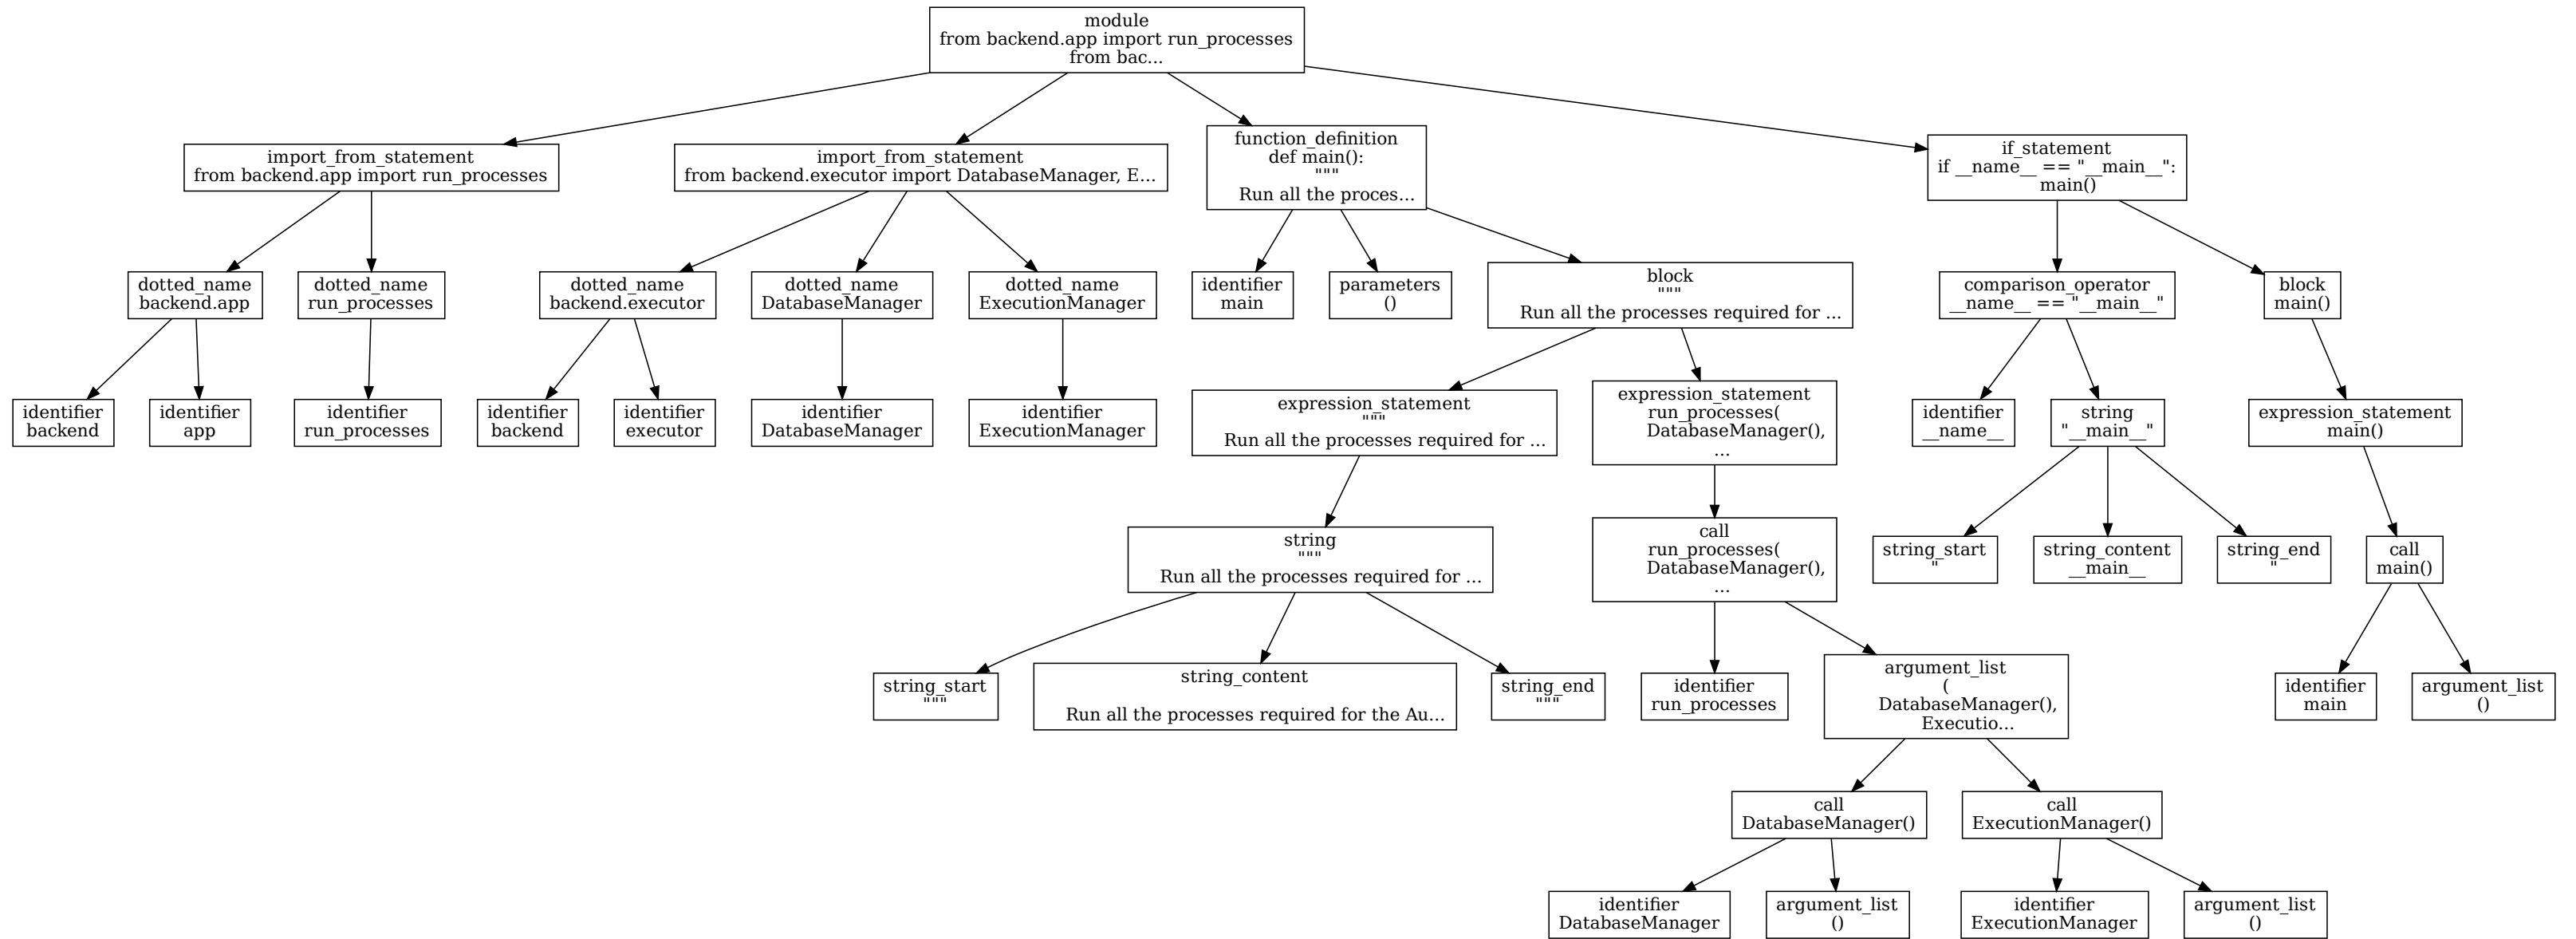 module
from backend.app import run_processes
from bac...
import_from_statement
from backend.app import run_processes
import_from_statement
from backend.executor import DatabaseManager, E...
function_definition
def main():
"""
Run all the proces...
if_statement
if __name__ == "__main__":
main()
dotted_name
backend.app
dotted_name
run_processes
dotted_name
backend.executor
dotted_name
DatabaseManager
dotted_name
ExecutionManager
identifier
main
parameters
()
block
"""
Run all the processes required for ...
comparison_operator
__name__ == "__main__"
block
main()
identifier
backend
identifier
app
identifier
run_processes
identifier
backend
identifier
executor
identifier
DatabaseManager
identifier
ExecutionManager
expression_statement
"""
Run all the processes required for ...
expression_statement
run_processes(
DatabaseManager(),
...
identifier
__name__
string
"__main__"
expression_statement
main()
string
"""
Run all the processes required for ...
call
run_processes(
DatabaseManager(),
...
string_start
"
string_content
__main__
string_end
"
call
main()
string_start
"""
string_content
Run all the processes required for the Au...
string_end
"""
identifier
run_processes
argument_list
(
DatabaseManager(),
Executio...
identifier
main
argument_list
()
call
DatabaseManager()
call
ExecutionManager()
identifier
DatabaseManager
argument_list
()
identifier
ExecutionManager
argument_list
()